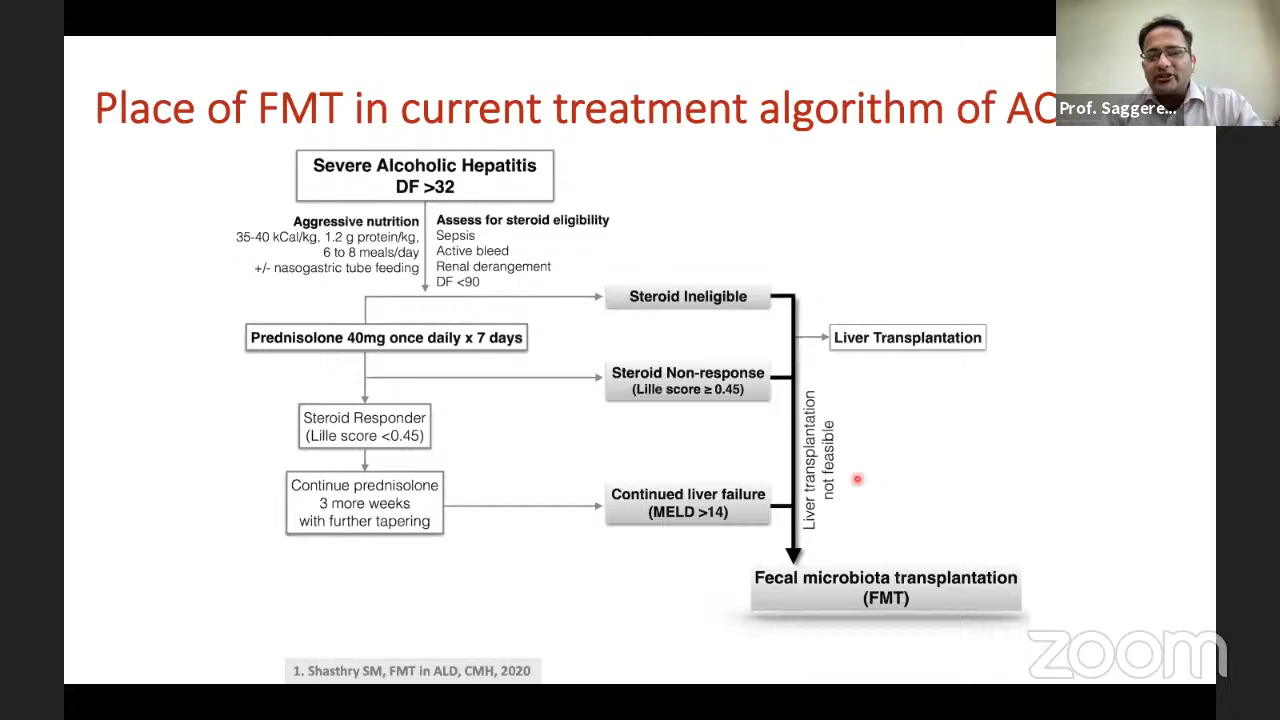 Place of FMT in current treatment algorithm of AC
Prof. Saggere...
Severe Alcoholic Hepatitis
DF >32
Aggressive nutrition
35-40 kCal/kg, 1.2 g protein/kg,
6 to 8 meals/day
+/- nasogastric tube feeding
Assess for steroid eligibility
Sepsis
Active bleed
Renal derangement
DF <90
Steroid Ineligible
Prednisolone 40mg once daily x 7 days
Liver Transplantation
Steroid Non-response
(Lille score ≥ 0.45)
Steroid Responder
(Lille score <0.45)
Liver transplantation
not feasible
Continue prednisolone
3 more weeks
with further tapering
Continued liver failure
(MELD >14)
Fecal microbiota transplantation
(FMT)
zoom
1. Shasthry SM, FMT in ALD, CMH, 2020